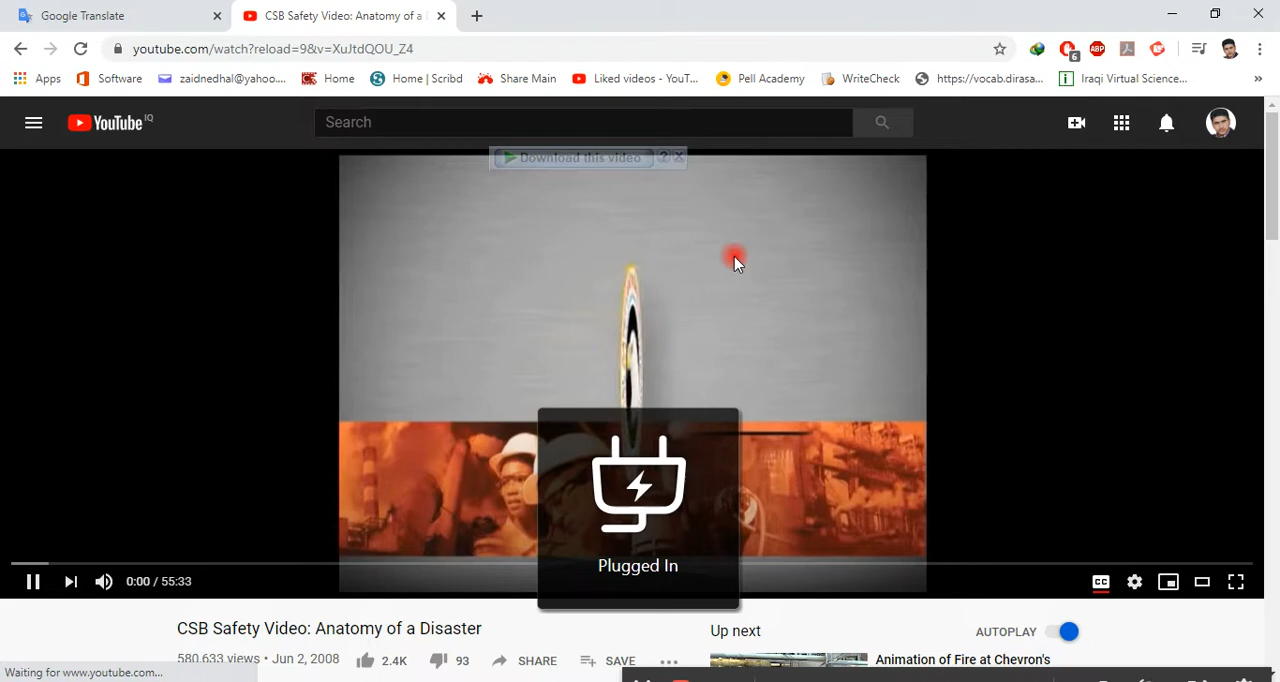 Google Translate
CSB Safety Video: Anatomy of a
youtube.com/watch?reload=9&v=XuJtdQOU_Z4
6
ABP
Apps Software zaidnedhal@yahoo.... Home Home | Scribd Share Main Liked videos - YouT... Pell Academy WriteCheck https://vocab.dirasa... Iraqi Virtual Science... »
YouTube IQ
Search
Download this video ? X
Plugged In
0:00 / 55:33
CC
CSB Safety Video: Anatomy of a Disaster
580,633 views • Jun 2, 2008 2.4K 93 SHARE SAVE ...
Up next
AUTOPLAY
Animation of Fire at Chevron's
Waiting for www.youtube.com...